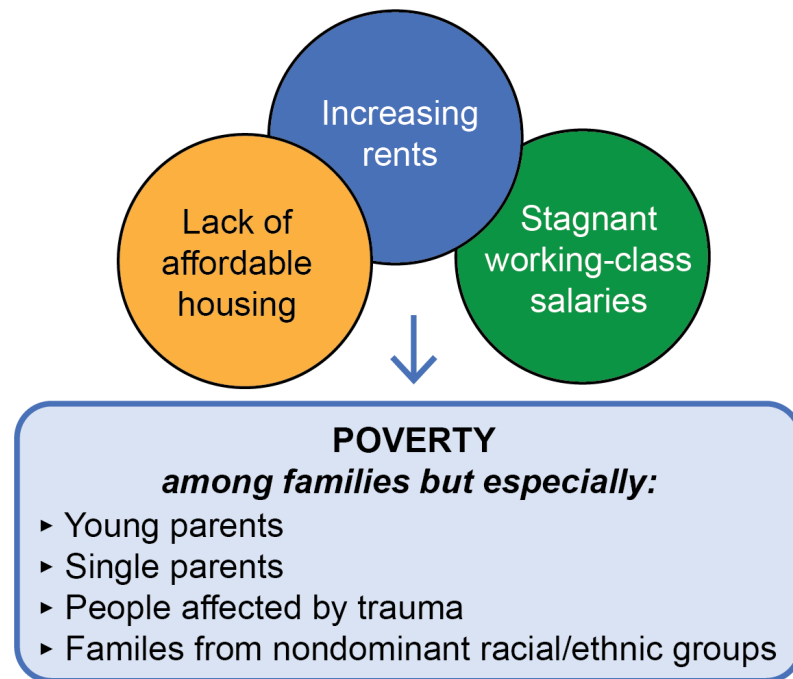 Increasing
rents
Lack of
affordable
housing
Stagnant
working-class
salaries
POVERTY
among families but especially:
‣ Young parents
‣ Single parents
‣ People affected by trauma
‣ Familes from nondominant racial/ethnic groups